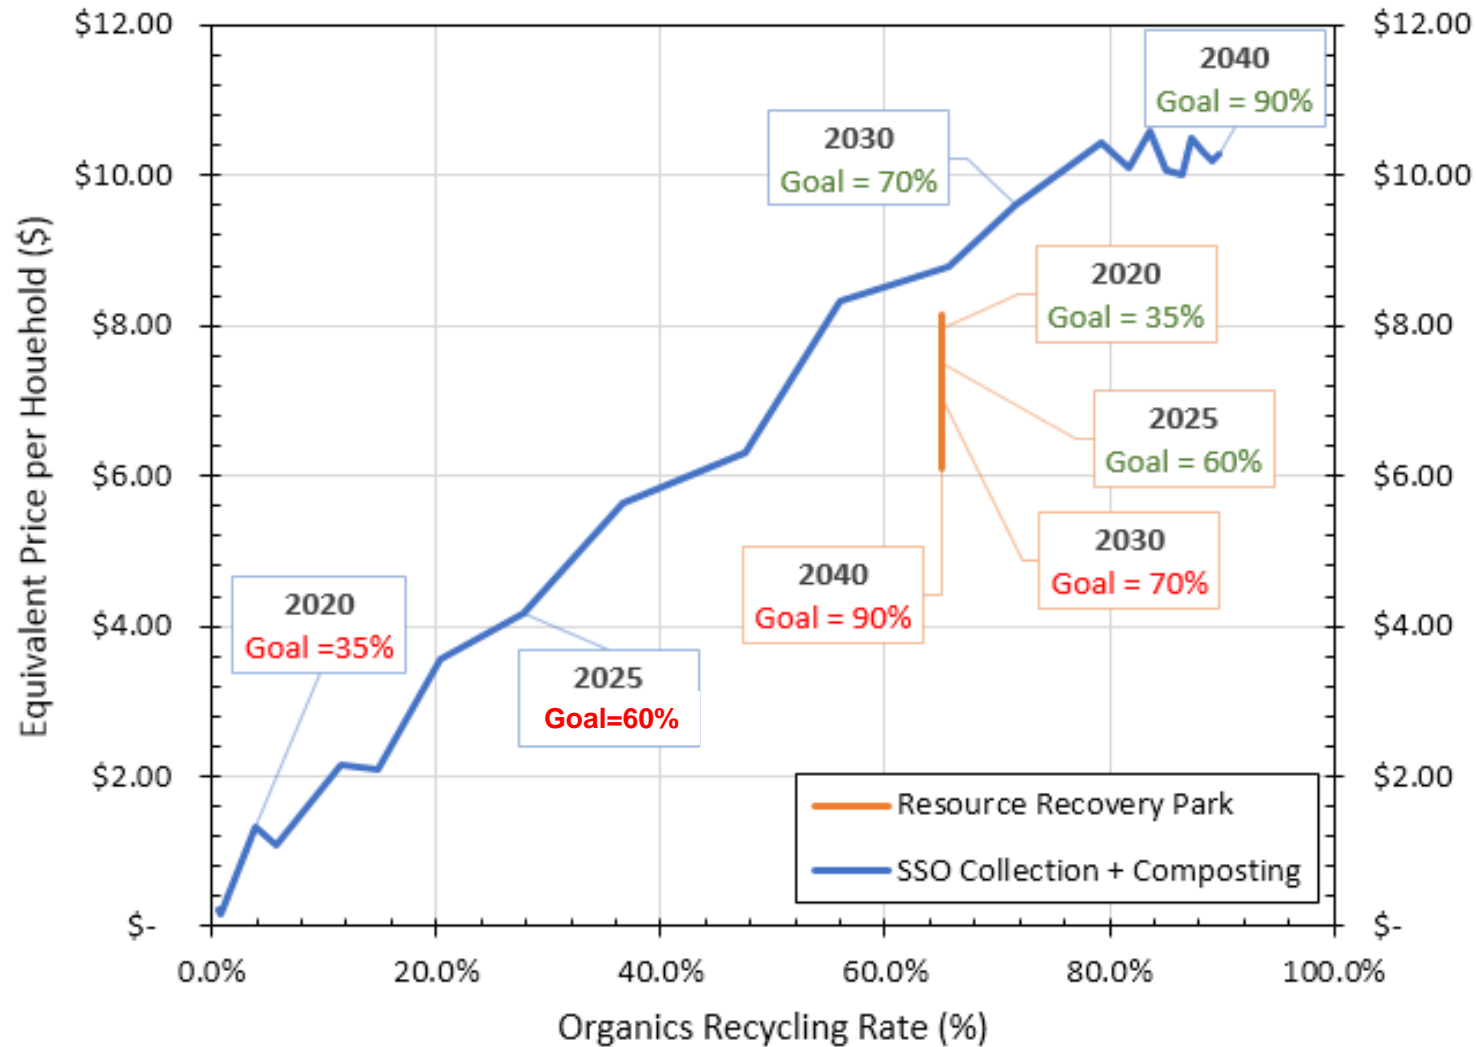 $12.00
$10.00
$8.00
$6.00
$4.00
$2.00
$-
Equivalent Price per Houehold ($)
$12.00
$10.00
$8.00
$6.00
$4.00
$2.00
$-
2040
Goal = 90%
2030
Goal = 70%
2020
Goal = 35%
2025
Goal = 60%
2030
Goal = 70%
2040
Goal = 90%
2020
Goal =35%
2025
Goal=60%
Resource Recovery Park
SSO Collection + Composting
0.0%
20.0%
40.0%
60.0%
80.0%
100.0%
Organics Recycling Rate (%)